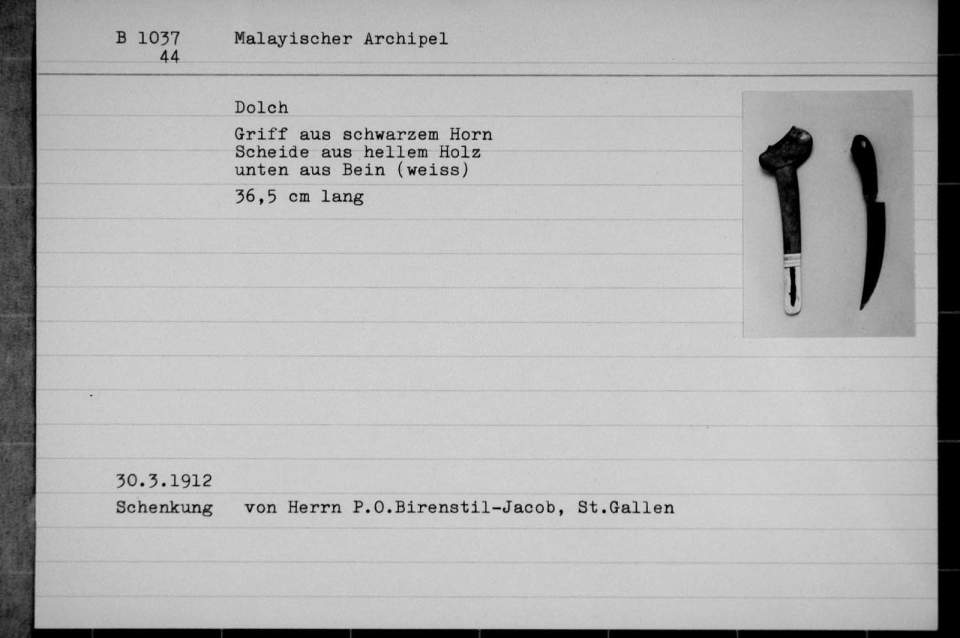 B 1037 Malayischer Archipel
44
Dolch
Griff aus schwarzem Horn
Scheide aus hellem Holz
unten aus Bein (weiss)
36,5 cm lang
30.3.1912
Schenkung von Herrn P.O.Birenstil-Jacob, St.Gallen